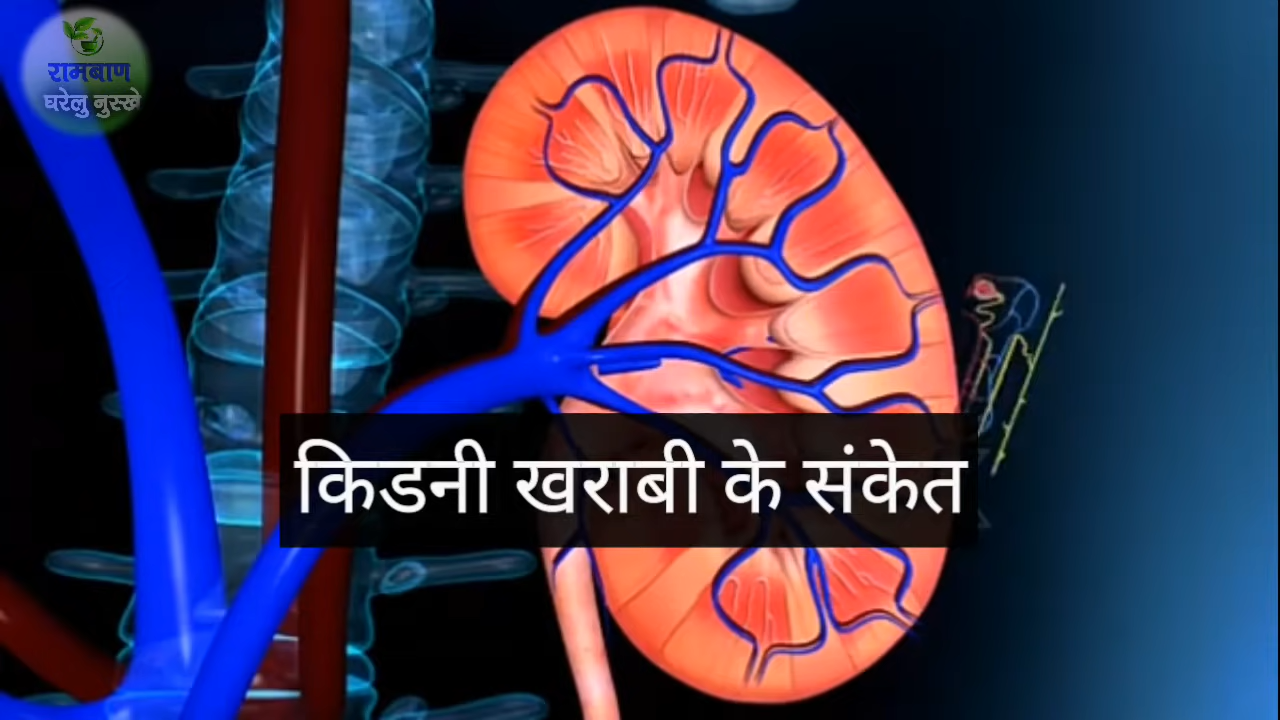 रामबाण
घरेलु नुस्खे
किडनी खराबी के संकेत